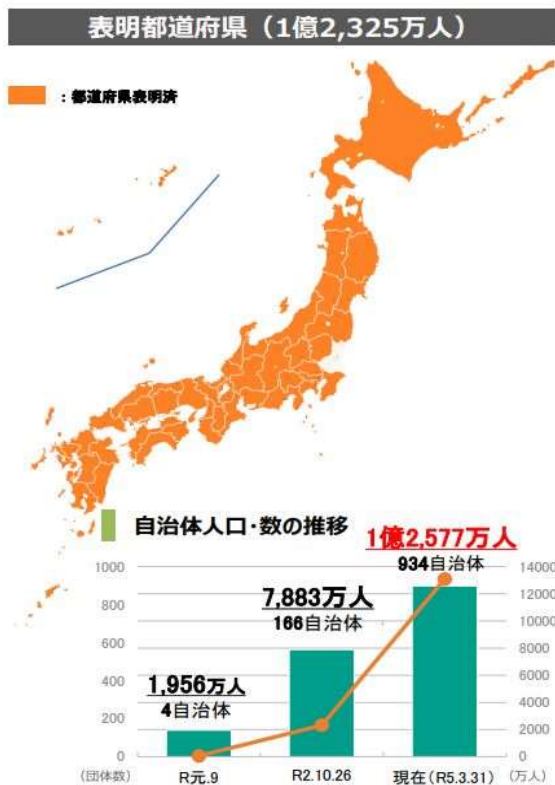 表明都道府県（1億2,325万人）
：都道府県表明済
自治体人口・数の推移
1億2,577万人
934自治体
7,883万人
166自治体
1,956万人
4自治体
1000
800
600
400
200
0
14000
12000
10000
8000
6000
4000
2000
0
（団体数）
R元.9
R2.10.26
現在（R5.3.31）
（万人）